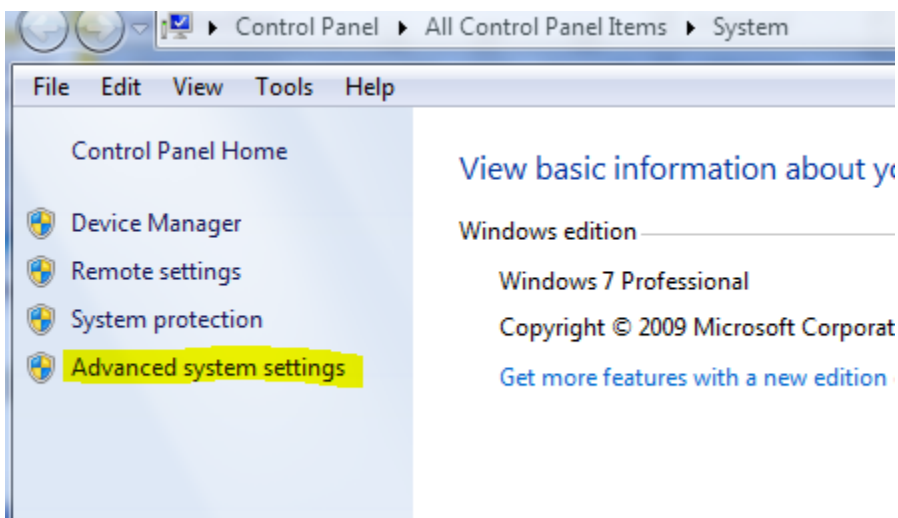 Control Panel ▸ All Control Panel Items ▸ System
File Edit View Tools Help
Control Panel Home
Device Manager
Remote settings
System protection
Advanced system settings
View basic information about
Windows edition
Windows 7 Professional
Copyright © 2009 Microsoft
Get more features with a new edition